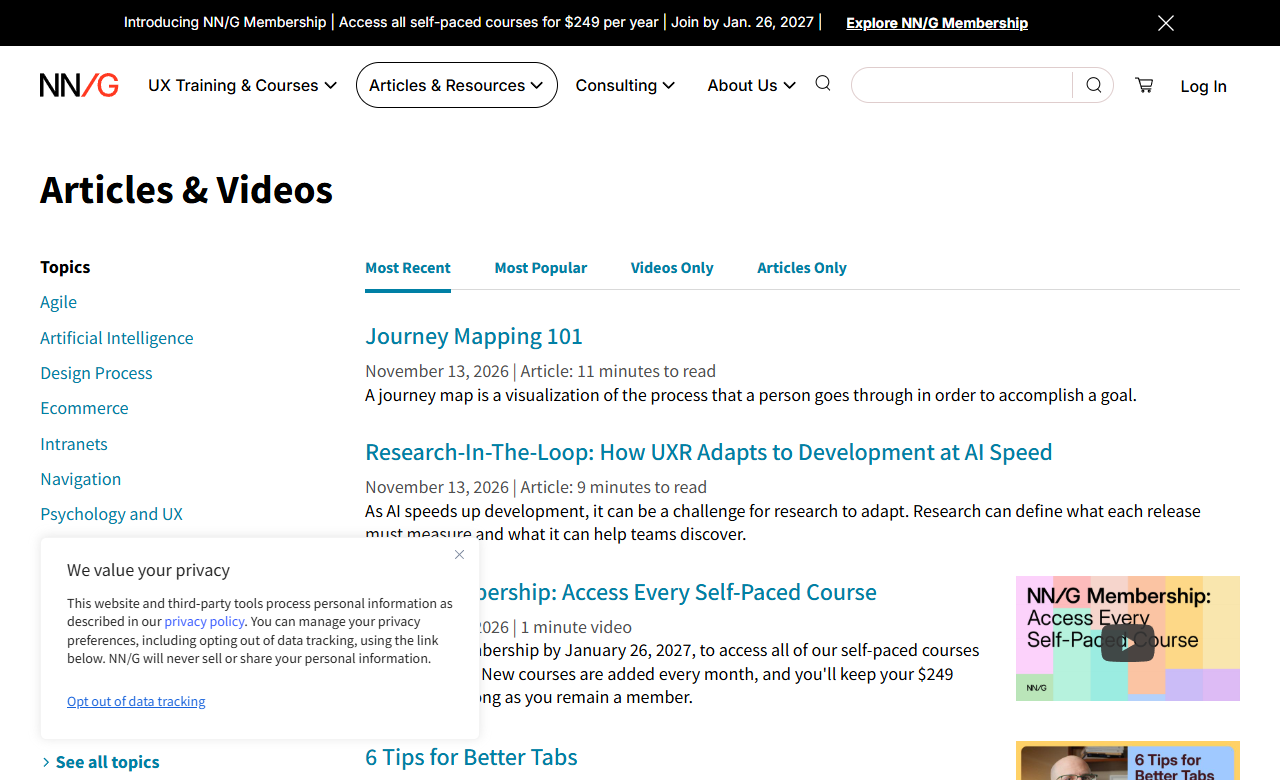 Introducing NN/G Membership | Access all self-paced courses for $249 per year | Join by Jan. 26, 2027 | Explore NN/G Membership
NN/G UX Training & Courses Articles & Resources Consulting About Us Log In
Articles & Videos
Topics
Agile
Artificial Intelligence
Design Process
Ecommerce
Intranets
Navigation
Psychology and UX
We value your privacy
This website and third-party tools process personal information as
described in our privacy policy. You can manage your privacy
preferences, including opting out of data tracking, using the link
below. NN/G will never sell or share your personal information.
Opt out of data tracking
See all topics
Most Recent Most Popular Videos Only Articles Only
Journey Mapping 101
November 13, 2026 | Article: 11 minutes to read
A journey map is a visualization of the process that a person goes through in order to accomplish a goal.
Research-In-The-Loop: How UXR Adapts to Development at AI Speed
November 13, 2026 | Article: 9 minutes to read
As AI speeds up development, it can be a challenge for research to adapt. Research can define what each release
must measure and what it can help teams discover.
Access Every Self-Paced Course
2026 | 1 minute video
by January 26, 2027, to access all of our self-paced courses
New courses are added every month, and you'll keep your $249
as you remain a member.
NN/G Membership:
Access Every
Self-Paced Course
NN/G
6 Tips for Better Tabs
6 Tips for
Better Tabs